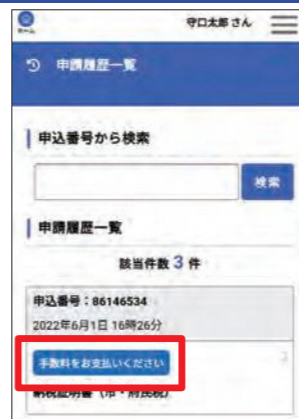 ホーム
守口太郎 さん
申請履歴一覧
申込番号から検索
検索
申請履歴一覧
該当件数 3 件
申込番号：86146534
2022年6月1日 16時26分
手数料をお支払いください
納税証明書（市・府民税）